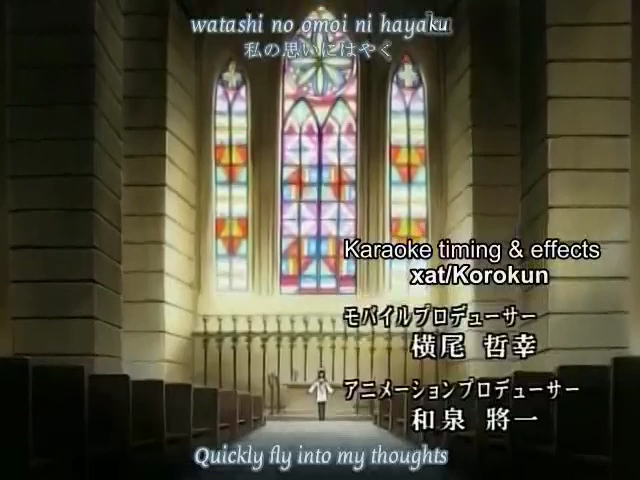 watashi no omoi ni hayaku
私の思いにはやく
Karaoke timing & effects
xat/Korokun
モバイルプロデューサー
横尾 哲幸
アニメーションプロデューサー
和泉 將一
Quickly fly into my thoughts